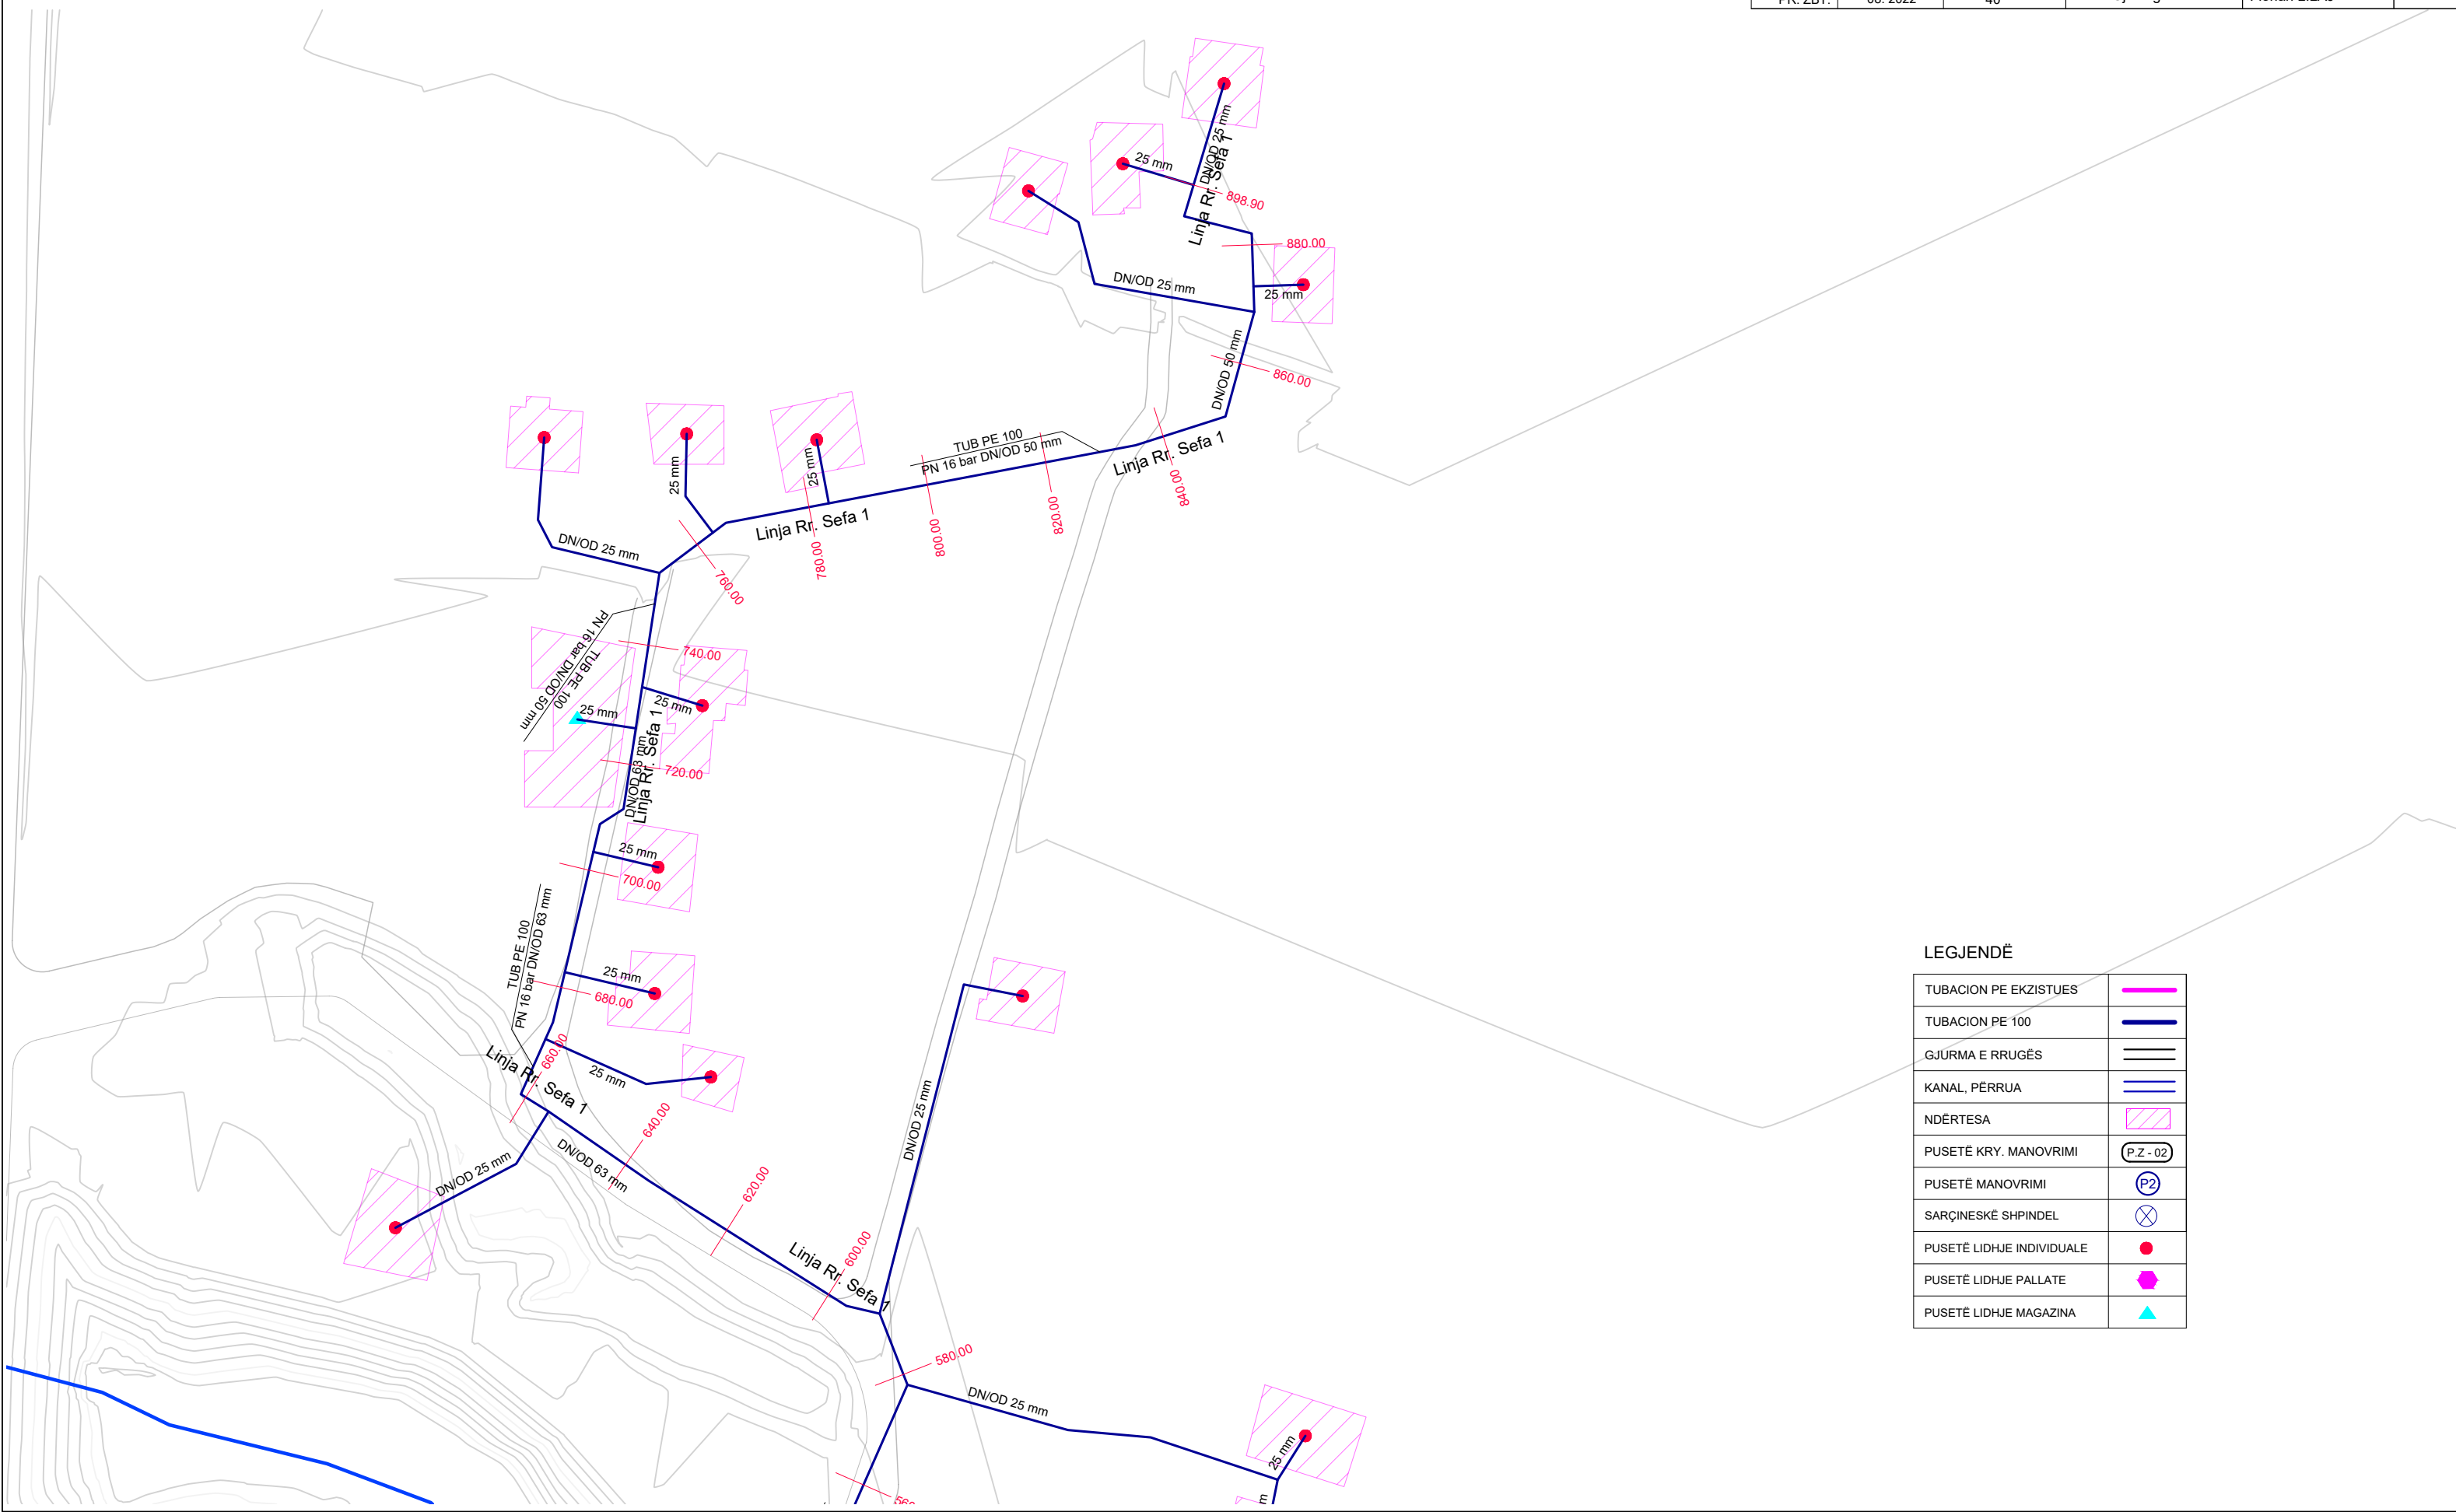 08. 2022
40
DN/OD 25 mm
Linja Rr. Sefa 1
25 mm
898.90
880.00
25 mm
DN/OD 25 mm
DN/OD 50 mm
860.00
TUB PE 100
PN 16 bar DN/OD 50 mm
Linja Rr. Sefa 1
840.00
820.00
800.00
25 mm
25 mm
Linja Rr. Sefa 1
780.00
760.00
DN/OD 25 mm
PN 16 bar DN/OD 50 mm
TUB PE 100
740.00
25 mm
25 mm
DN/OD 63 mm
Linja Rr. Sefa 1
720.00
25 mm
700.00
TUB PE 100
PN 16 bar DN/OD 63 mm
25 mm
680.00
660.00
Linja Rr. Sefa 1
25 mm
640.00
DN/OD 63 mm
DN/OD 25 mm
620.00
DN/OD 25 mm
600.00
Linja Rr. Sefa 1
580.00
DN/OD 25 mm
25 mm
LEGJENDË
TUBACION PE EKZISTUES
TUBACION PE 100
GJURMA E RRUGËS
KANAL, PËRRUA
NDËRTESA
PUSETË KRY. MANOVRIMI P.Z - 02
PUSETË MANOVRIMI P2
SARÇINESKË SHPINDEL
PUSETË LIDHJE INDIVIDUALE
PUSETË LIDHJE PALLATE
PUSETË LIDHJE MAGAZINA